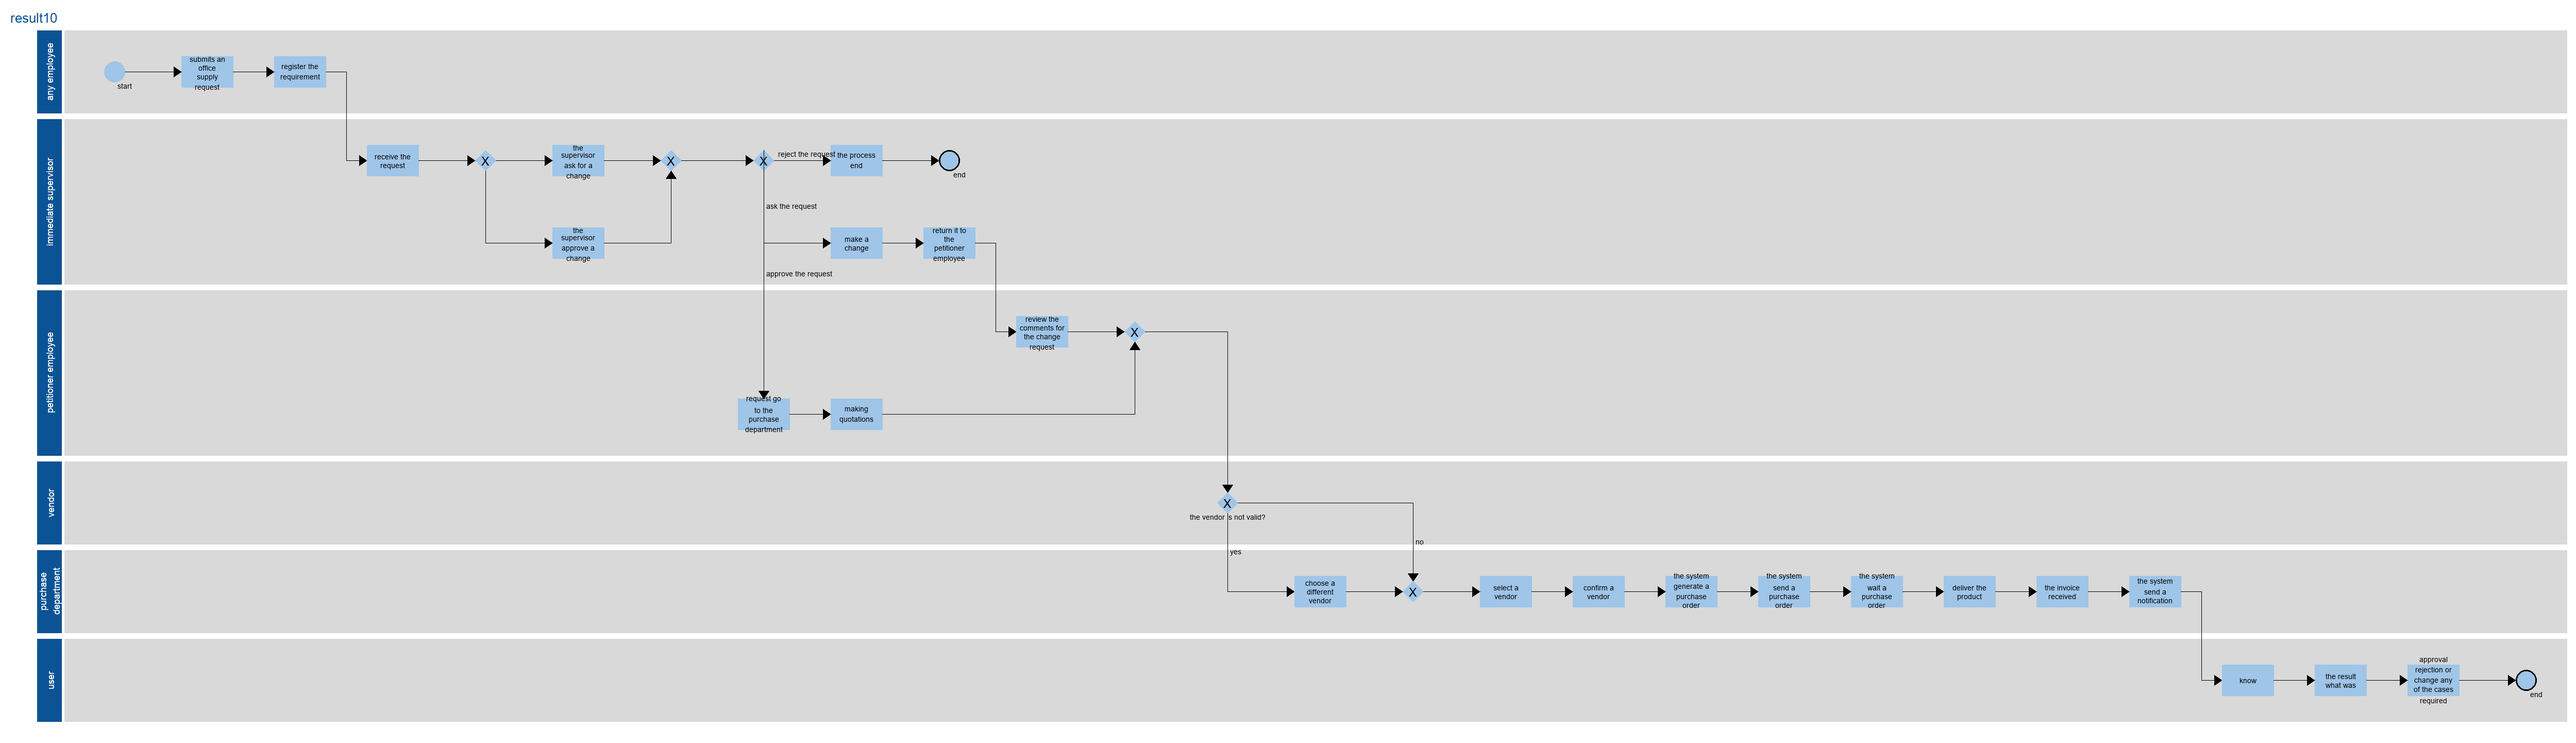 result10
any employee
start
submits an
office
supply
request
register the
requirement
immediate supervisor
receive the
request
X
the
supervisor
ask for a
change
X
X
reject the request
the process
end
end
ask the request
the
supervisor
approve a
change
make a
change
return it to
the
petitioner
employee
approve the request
petitioner employee
review the
comments for
the change
request
X
request go
to the
purchase
department
making
quotations
vendor
X
the vendor is not valid?
yes
no
purchase
department
choose a
different
vendor
X
select a
vendor
confirm a
vendor
the system
generate a
purchase
order
the system
send a
purchase
order
the system
wait a
purchase
order
deliver the
product
the invoice
received
the system
send a
notification
user
know
the result
what was
approval
rejection or
change any
of the cases
required
end